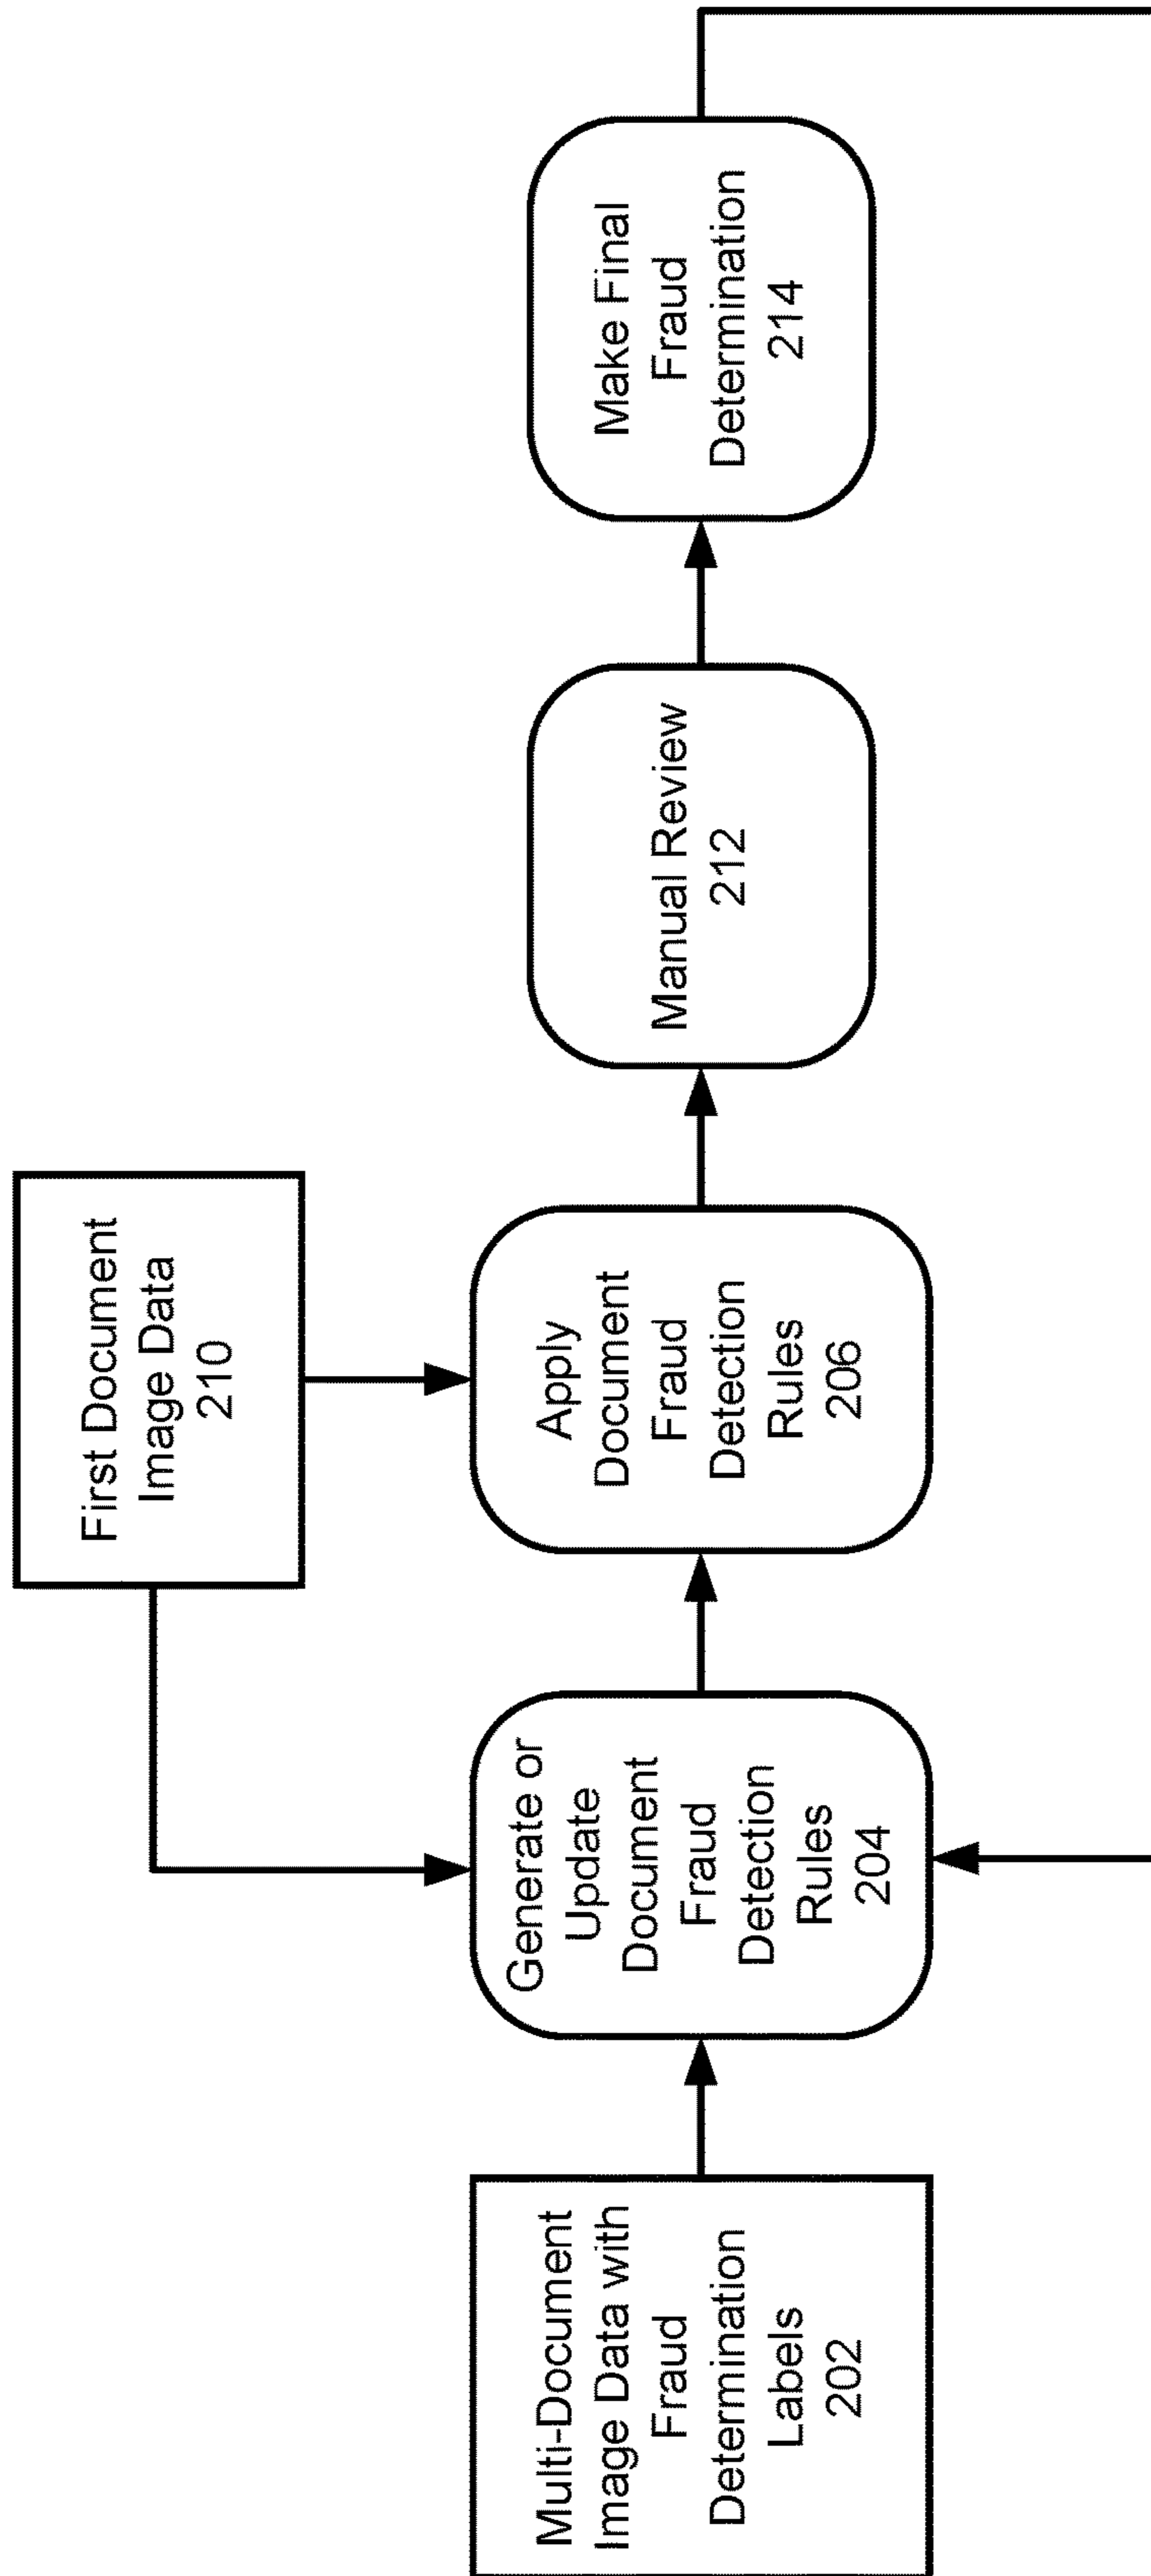 First Document
Image Data
210
Multi-Document
Image Data with
Fraud
Determination
Labels
202
Generate or
Update
Document
Fraud
Detection
Rules
204
Apply
Document
Fraud
Detection
Rules
206
Manual Review
212
Make Final
Fraud
Determination
214